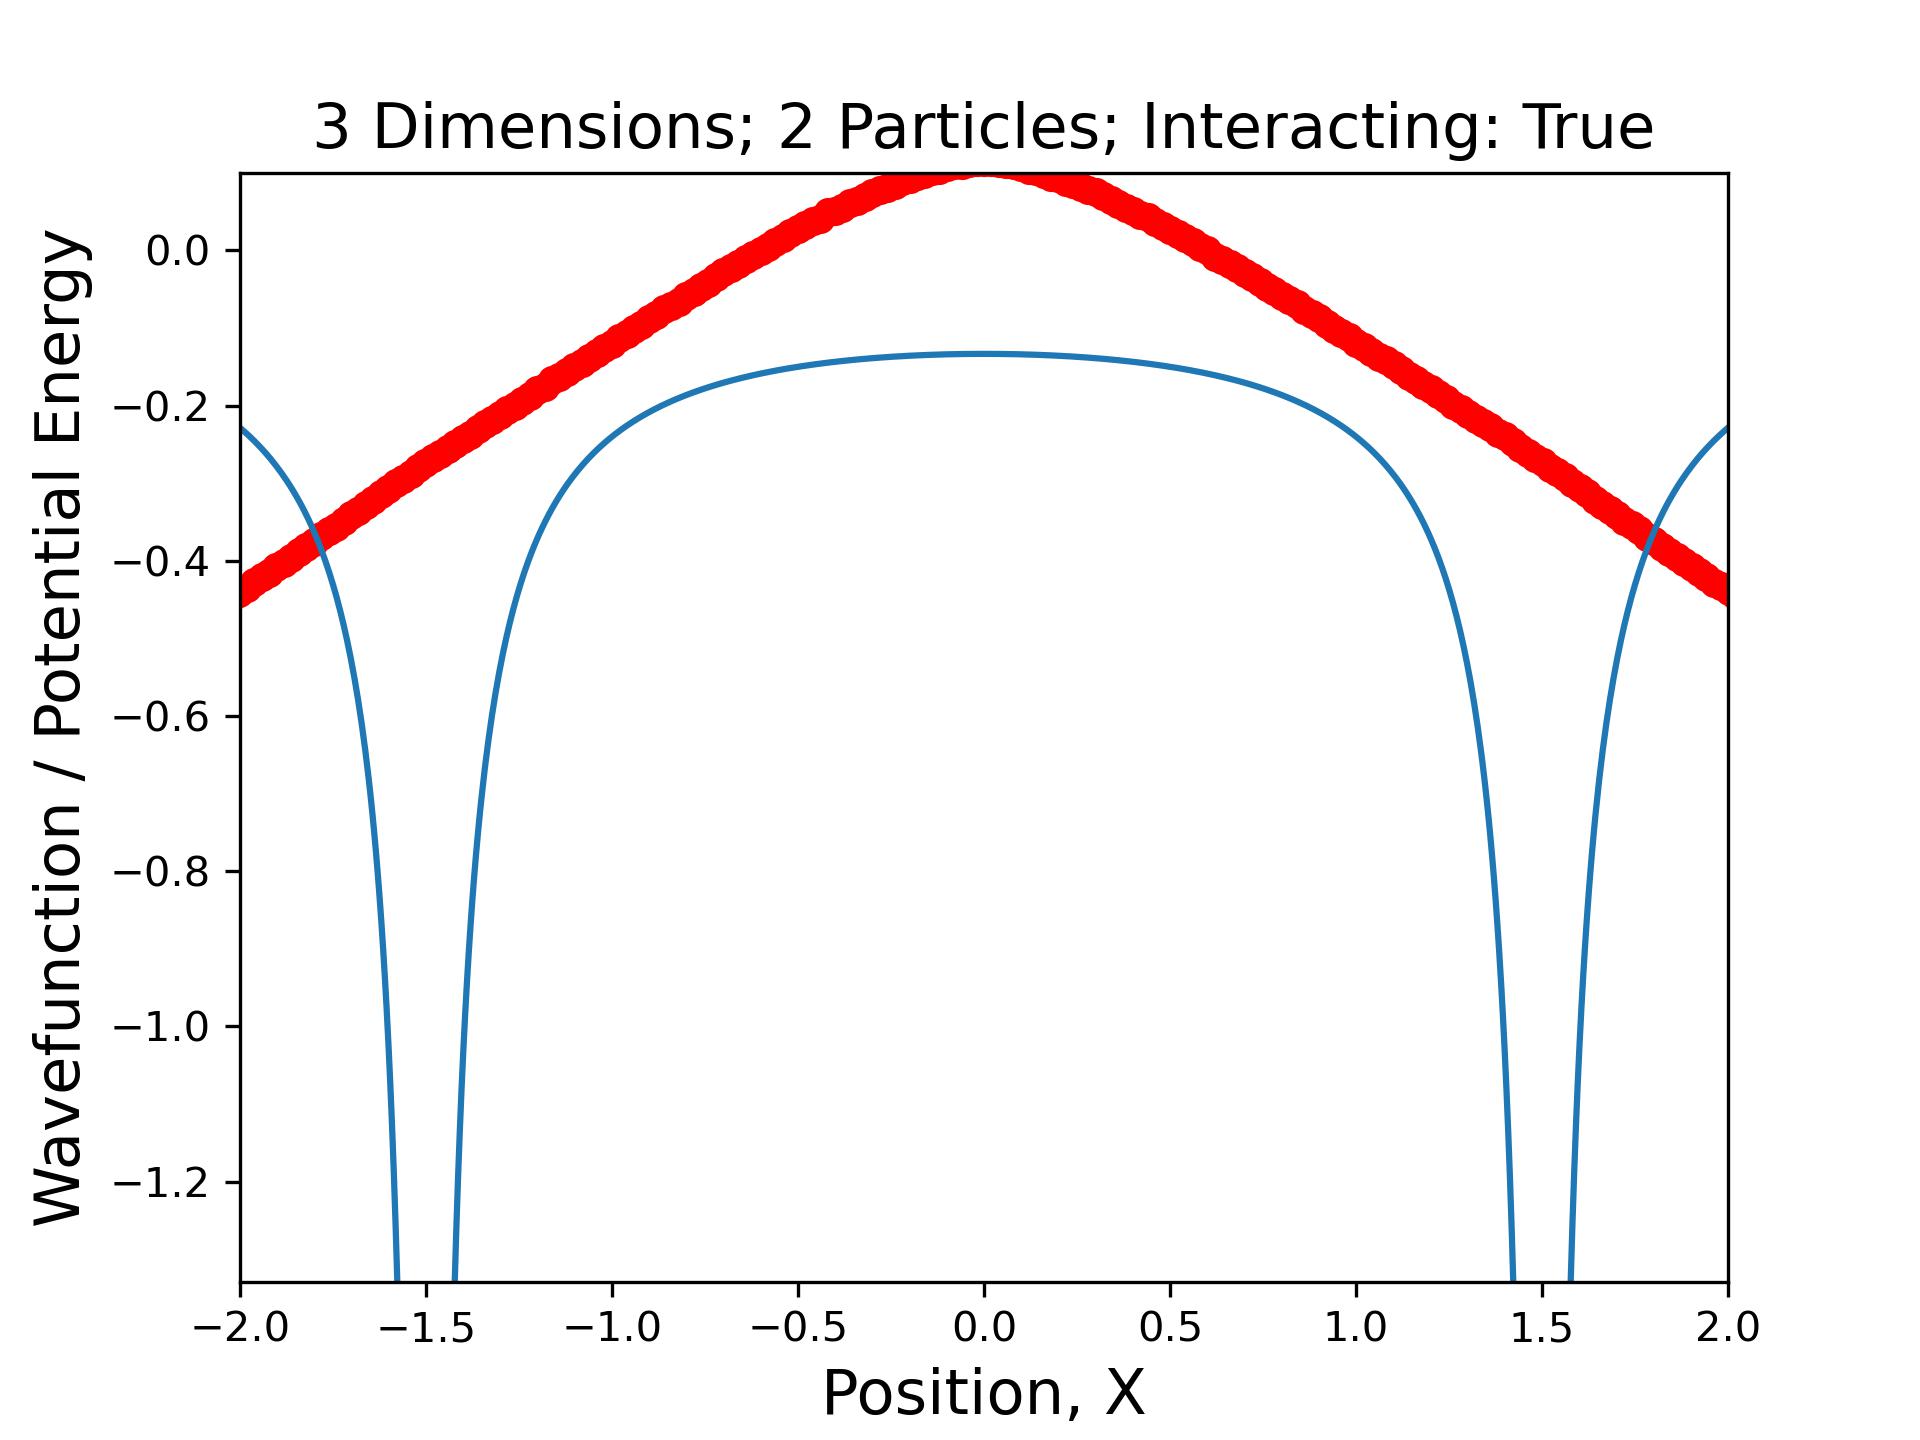 3 Dimensions; 2 Particles; Interacting: True
Wavefunction / Potential Energy
0.0
−0.2
−0.4
−0.6
−0.8
−1.0
−1.2
−2.0 −1.5 −1.0 −0.5 0.0 0.5 1.0 1.5 2.0
Position, X